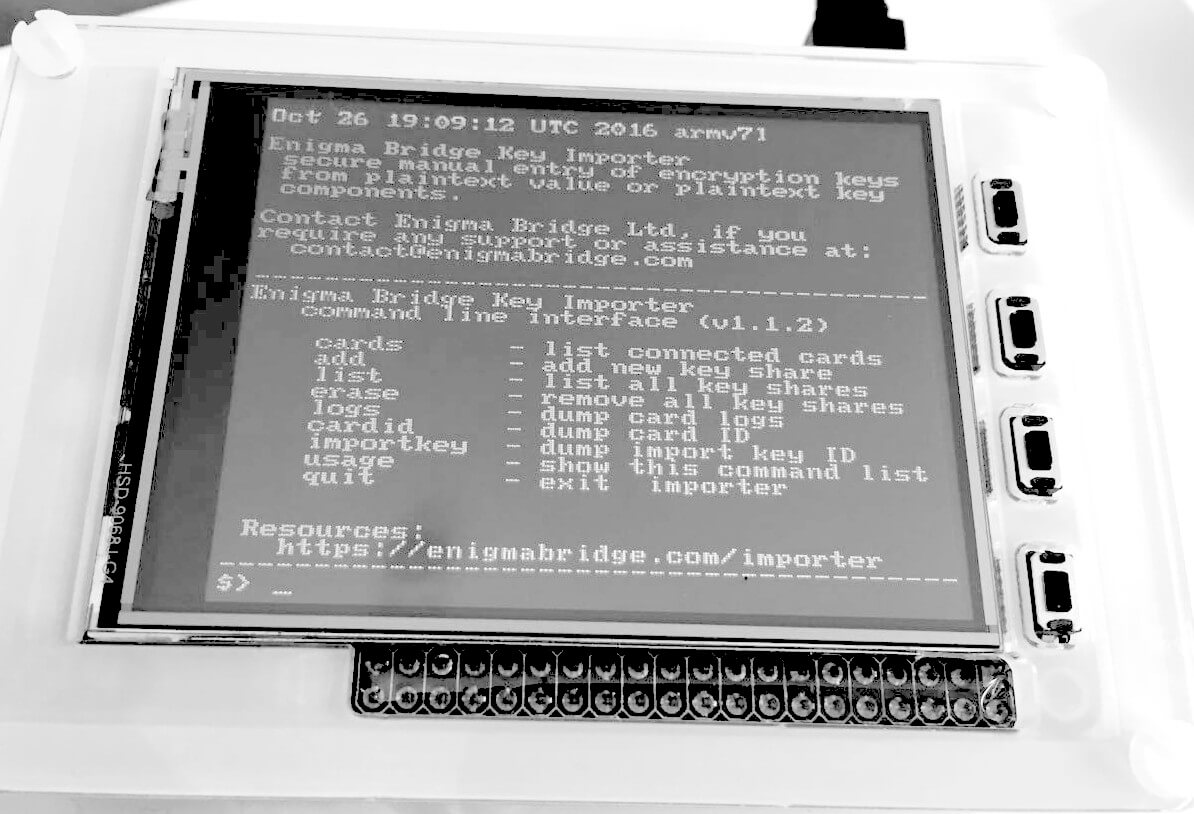 Oct 26 19:09:12 UTC 2016 armv7l
Enigma Bridge Key Importer
secure manual entry of encryption keys
from plaintext value or plaintext key
components.
Contact Enigma Bridge Ltd, if you
require any support or assistance at:
contact@enigmabridge.com
Enigma Bridge Key Importer
command line interface (v1.1.2)
cards - list connected cards
add - add new key share
list - list all key shares
erase - remove all key shares
logs - dump card logs
cardid - dump card ID
importkey - dump import key ID
usage - show this command list
quit - exit importer
Resources:
https://enigmabridge.com/importer
$> _